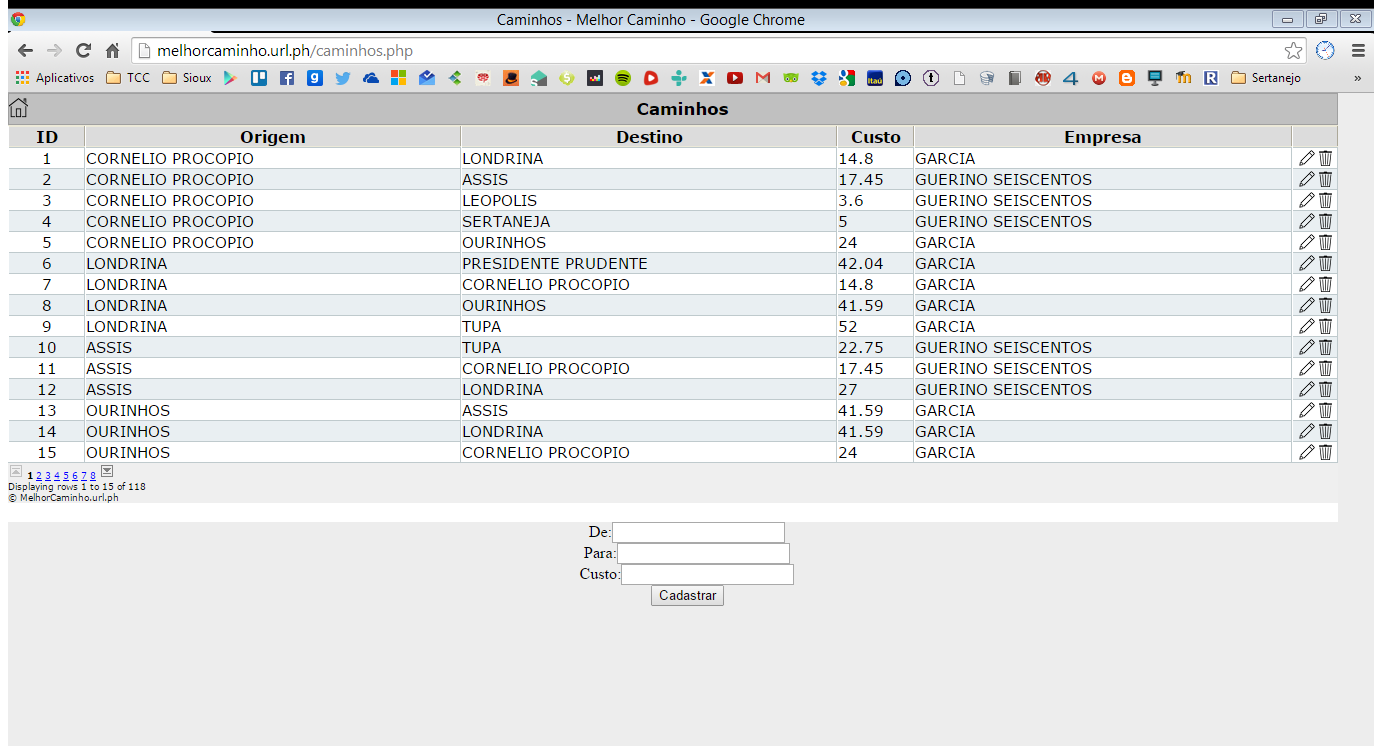 Caminhos - Melhor Caminho - Google Chrome
melhorcaminho.url.ph/caminhos.php
Aplicativos TCC Sioux Sertanejo »
Caminhos
ID Origem Destino Custo Empresa
1 CORNELIO PROCOPIO LONDRINA 14.8 GARCIA
2 CORNELIO PROCOPIO ASSIS 17.45 GUERINO SEISCENTOS
3 CORNELIO PROCOPIO LEOPOLIS 3.6 GUERINO SEISCENTOS
4 CORNELIO PROCOPIO SERTANEJA 5 GUERINO SEISCENTOS
5 CORNELIO PROCOPIO OURINHOS 24 GARCIA
6 LONDRINA PRESIDENTE PRUDENTE 42.04 GARCIA
7 LONDRINA CORNELIO PROCOPIO 14.8 GARCIA
8 LONDRINA OURINHOS 41.59 GARCIA
9 LONDRINA TUPA 52 GARCIA
10 ASSIS TUPA 22.75 GUERINO SEISCENTOS
11 ASSIS CORNELIO PROCOPIO 17.45 GUERINO SEISCENTOS
12 ASSIS LONDRINA 27 GUERINO SEISCENTOS
13 OURINHOS ASSIS 41.59 GARCIA
14 OURINHOS LONDRINA 41.59 GARCIA
15 OURINHOS CORNELIO PROCOPIO 24 GARCIA
1 2 3 4 5 6 7 8
Displaying rows 1 to 15 of 118
© MelhorCaminho.url.ph
De:
Para:
Custo:
Cadastrar